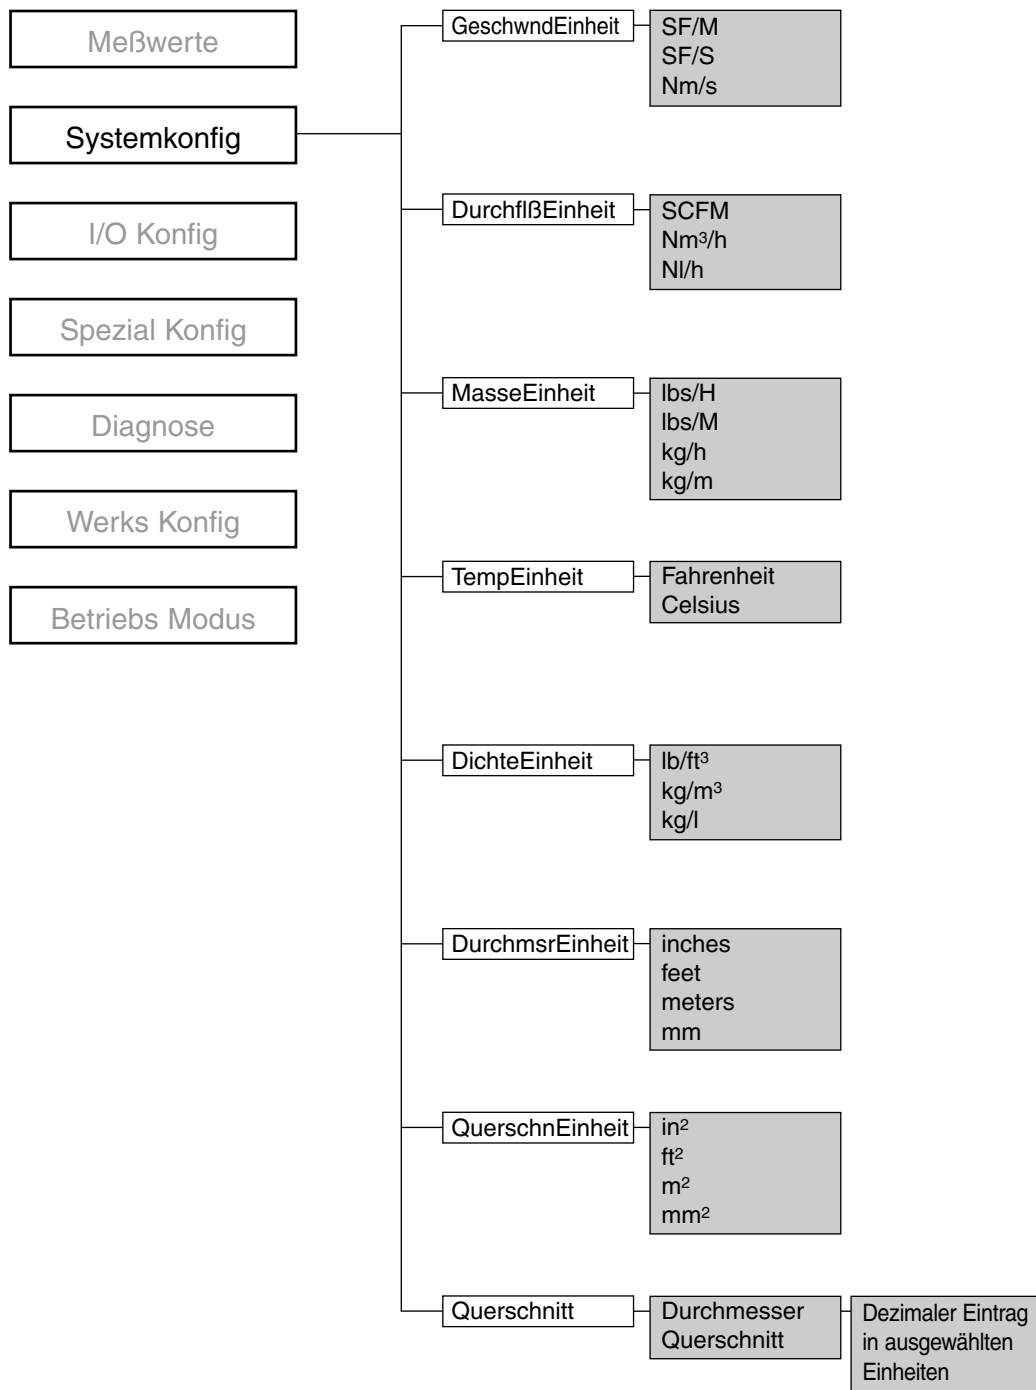 Meßwerte
Systemkonfig
I/O Konfig
Spezial Konfig
Diagnose
Werks Konfig
Betriebs Modus
GeschwndEinheit
SF/M
SF/S
Nm/s
DurchflßEinheit
SCFM
Nm³/h
Nl/h
MasseEinheit
lbs/H
lbs/M
kg/h
kg/m
TempEinheit
Fahrenheit
Celsius
DichteEinheit
lb/ft³
kg/m³
kg/l
DurchmsrEinheit
inches
feet
meters
mm
QuerschnEinheit
in²
ft²
m²
mm²
Querschnitt
Durchmesser
Querschnitt
Dezimaler Eintrag
in ausgewählten
Einheiten